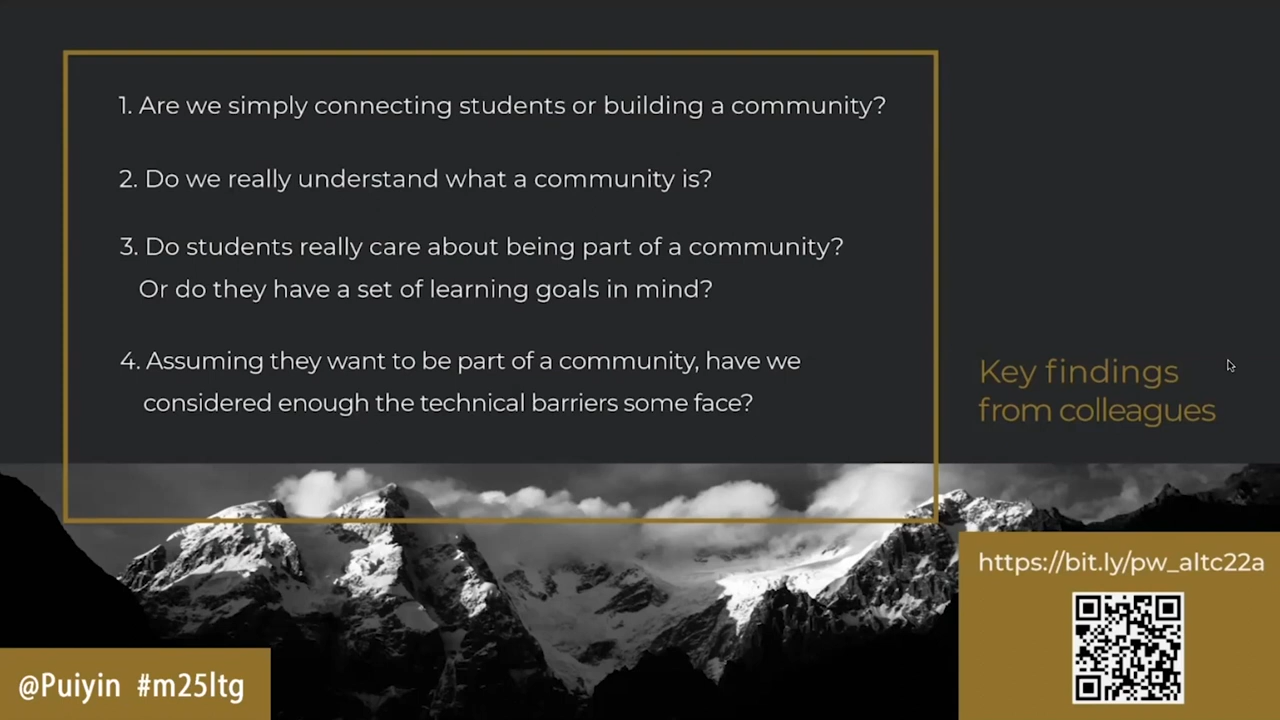 1. Are we simply connecting students or building a community?
2. Do we really understand what a community is?
3. Do students really care about being part of a community?
Or do they have a set of learning goals in mind?
4. Assuming they want to be part of a community, have we
considered enough the technical barriers some face?
Key findings
from colleagues
https://bit.ly/pw_altc22a
@Puiyin #m25ltg